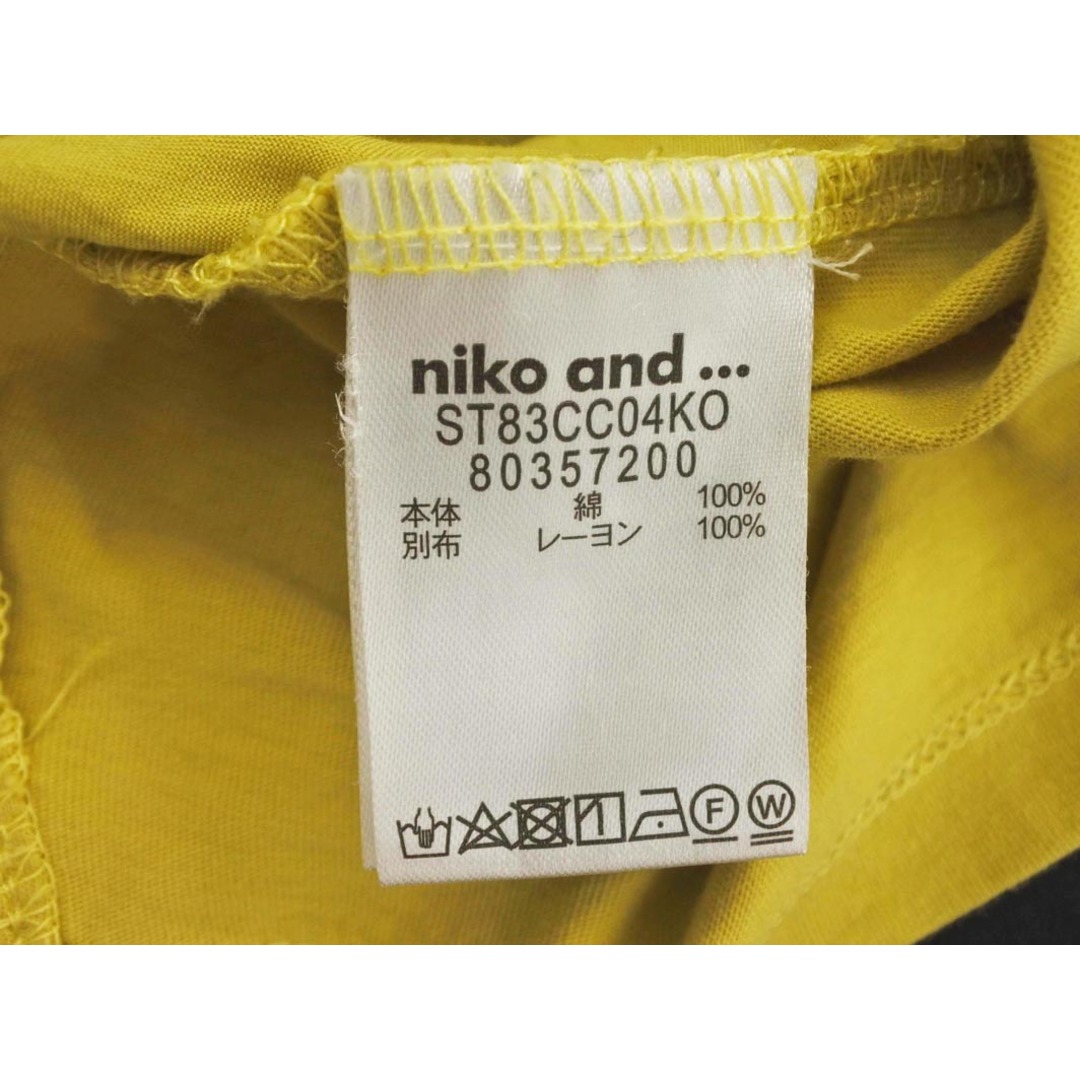 niko and ...
ST83CC04KO
80357200
本体 綿 100%
別布 レーヨン 100%
F W